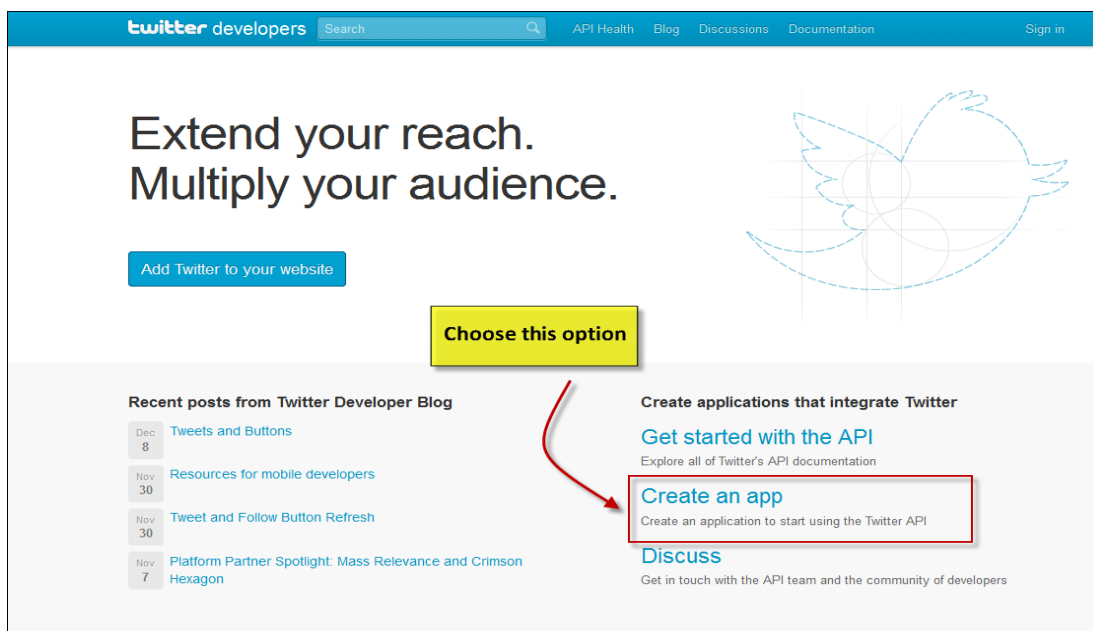 twitter developers Search API Health Blog Discussions Documentation Sign in
Extend your reach.
Multiply your audience.
Add Twitter to your website
Choose this option
Recent posts from Twitter Developer Blog
Dec
8
Tweets and Buttons
Nov
30
Resources for mobile developers
Nov
30
Tweet and Follow Button Refresh
Nov
7
Platform Partner Spotlight: Mass Relevance and Crimson
Hexagon
Create applications that integrate Twitter
Get started with the API
Explore all of Twitter's API documentation
Create an app
Create an application to start using the Twitter API
Discuss
Get in touch with the API team and the community of developers